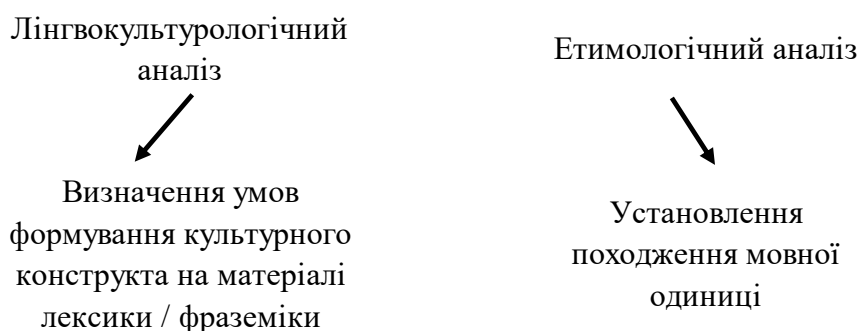 Лінгвокультурологічний
аналіз
Етимологічний аналіз
Визначення умов
формування культурного
конструкта на матеріалі
лексики / фраземіки
Установлення
походження мовної
одиниці